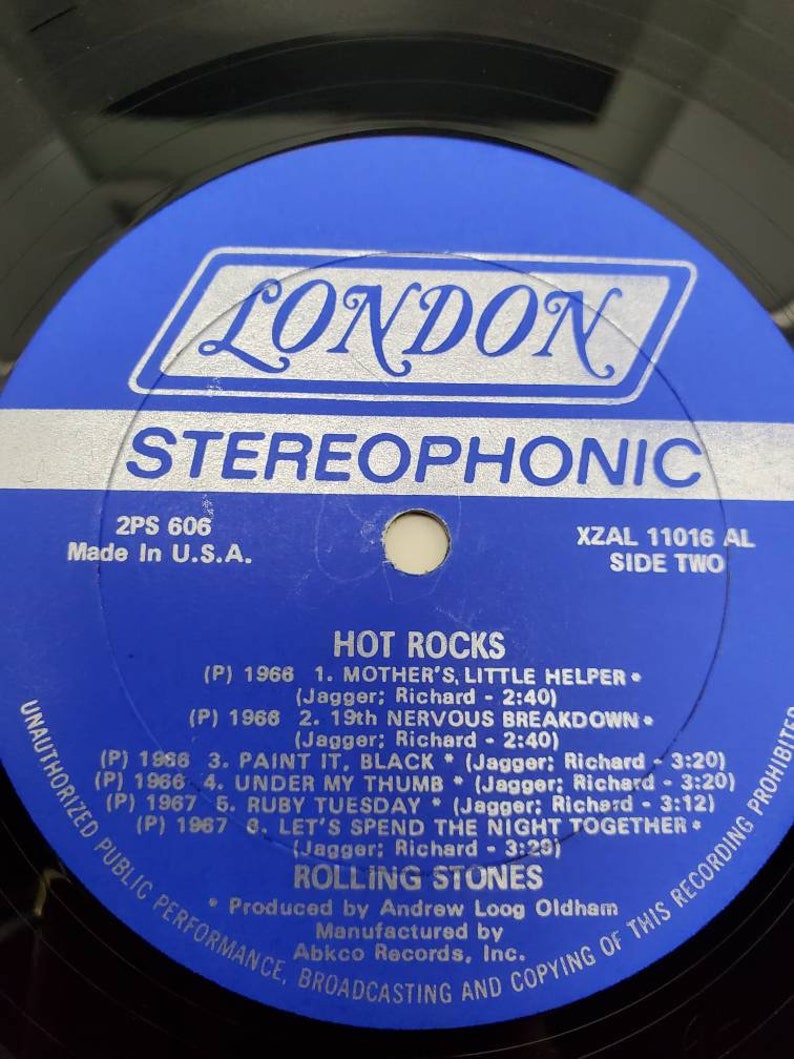 LONDON
STEREOPHONIC
2PS 606
Made In U.S.A.
XZAL 11016 AL
SIDE TWO
HOT ROCKS
(P) 1966 1. MOTHER'S, LITTLE HELPER *
(Jagger; Richard - 2:40)
(P) 1966 2. 19th NERVOUS BREAKDOWN *
(Jagger; Richard - 2:40)
(P) 1966 3. PAINT IT, BLACK * (Jagger; Richard - 3:20)
(P) 1966 4. UNDER MY THUMB * (Jagger; Richard - 3:20)
(P) 1967 5. RUBY TUESDAY * (Jagger; Richard - 3:12)
(P) 1967 6. LET'S SPEND THE NIGHT TOGETHER *
(Jagger; Richard - 3:29)
ROLLING STONES
* Produced by Andrew Loog Oldham
Manufactured by
Abkco Records, Inc.
UNAUTHORIZED PUBLIC PERFORMANCE, BROADCASTING AND COPYING OF THIS RECORDING PROHIBITED